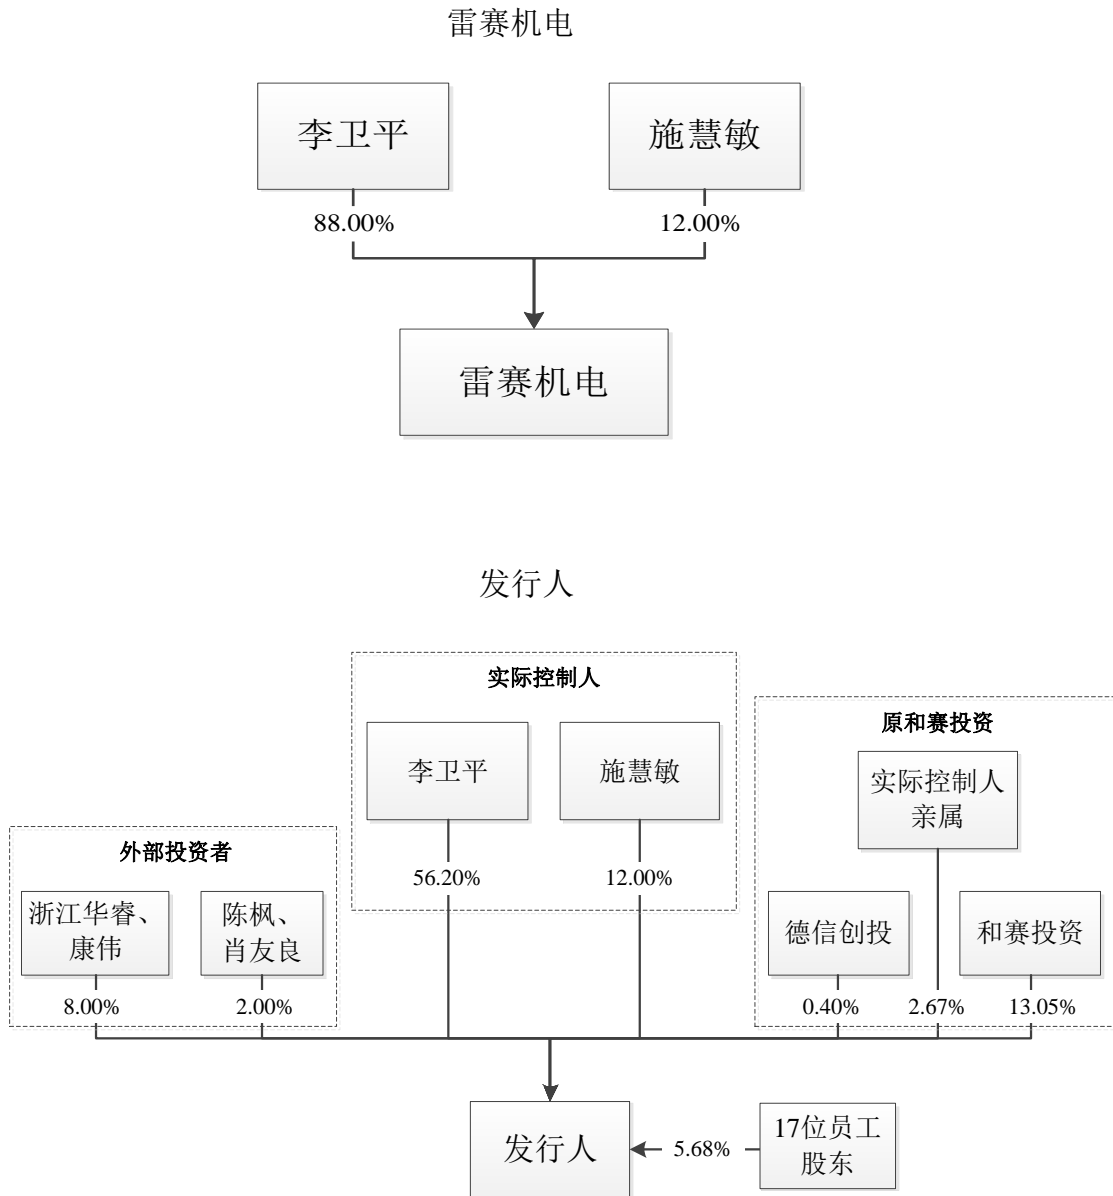 雷赛机电
李卫平
施慧敏
88.00%
12.00%
雷赛机电
发行人
实际控制人
李卫平
施慧敏
56.20%
12.00%
原和赛投资
实际控制人
亲属
德信创投
和赛投资
0.40%
2.67%
13.05%
外部投资者
浙江华睿、
康伟
陈枫、
肖友良
8.00%
2.00%
发行人
5.68%
17位员工
股东